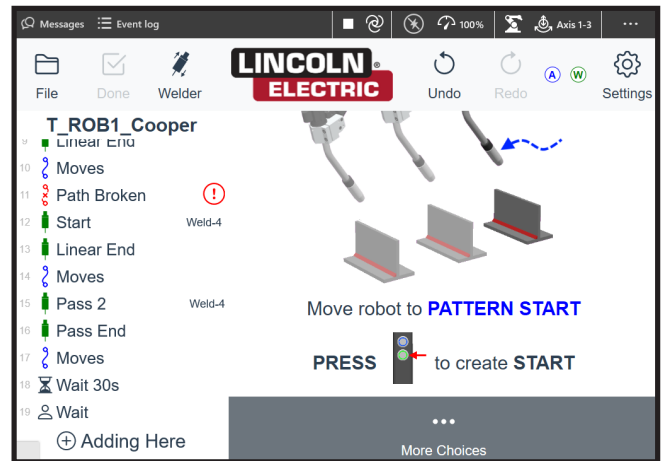 Messages Event log 100% Axis 1-3 ...
File Done Welder LINCOLN ® ELECTRIC Undo Redo A W Settings
T_ROB1_Cooper
9 Linear End
10 Moves
11 Path Broken !
12 Start Weld-4
13 Linear End
14 Moves
15 Pass 2 Weld-4
16 Pass End
17 Moves
18 Wait 30s
19 Wait
Adding Here
Move robot to PATTERN START
PRESS to create START
More Choices